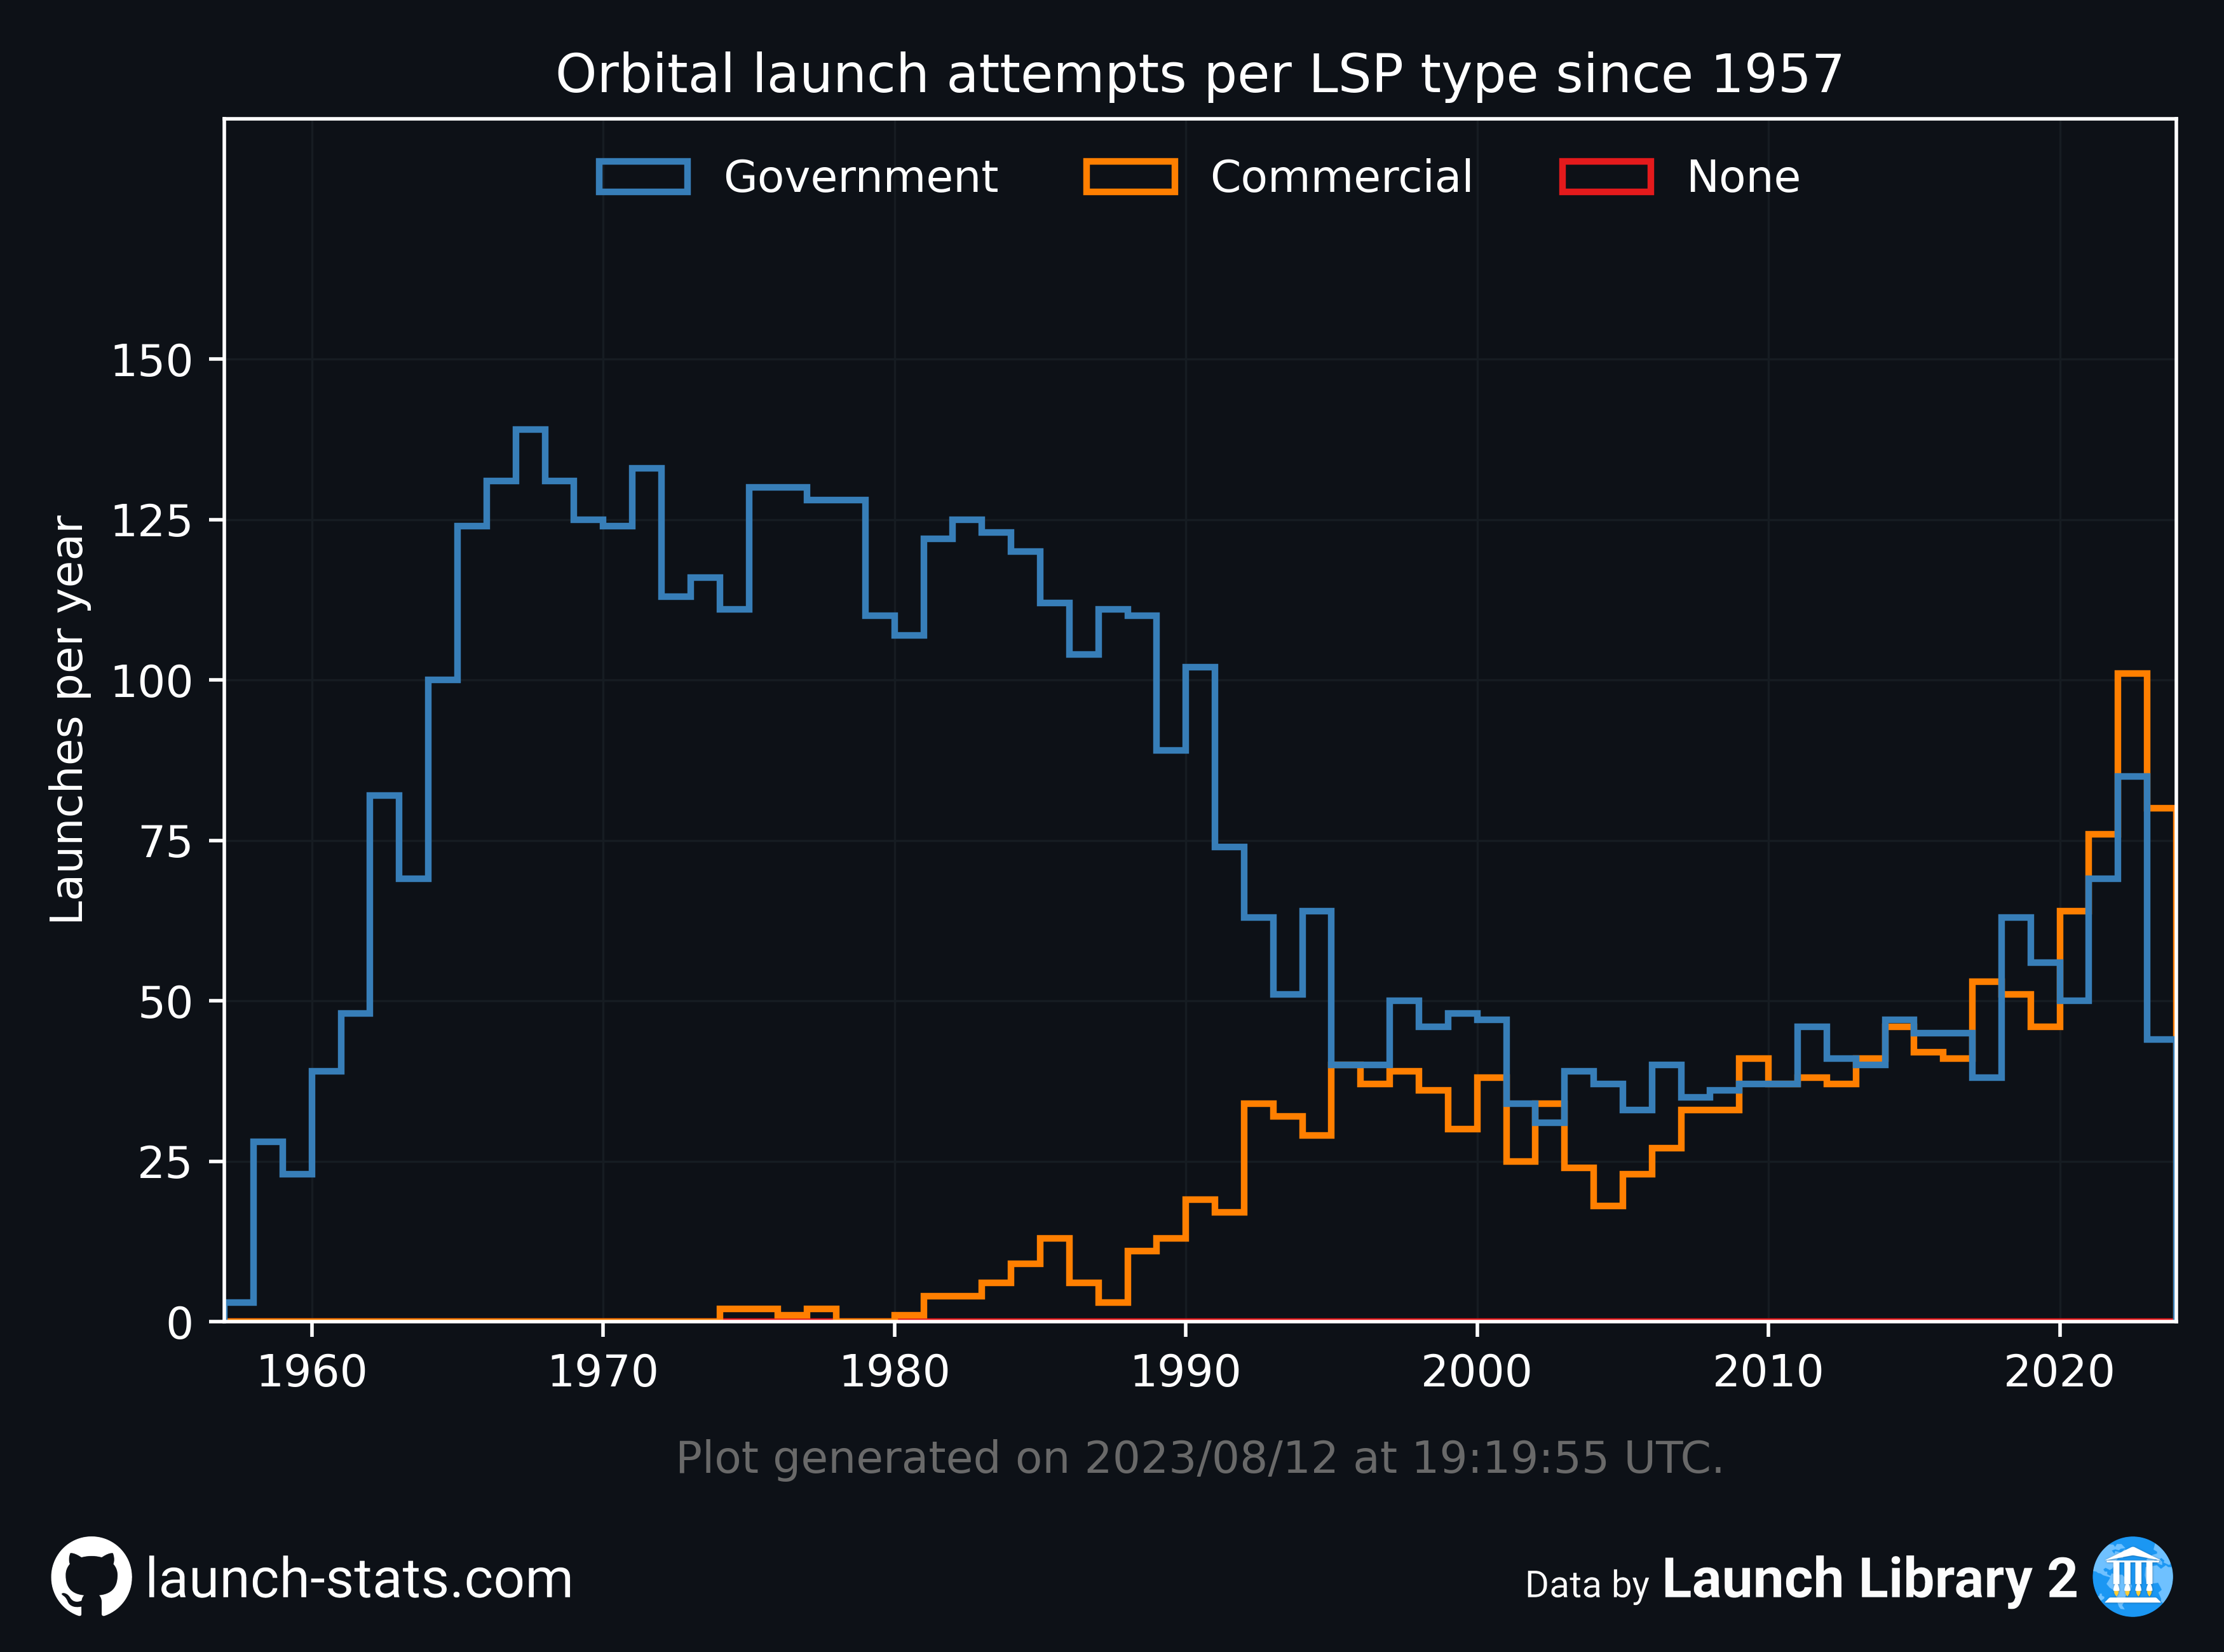 Orbital launch attempts per LSP type since 1957
Government Commercial None
Launches per year
150
125
100
75
50
25
0
1960 1970 1980 1990 2000 2010 2020
Plot generated on 2023/08/12 at 19:19:55 UTC.
launch-stats.com
Data by Launch Library 2